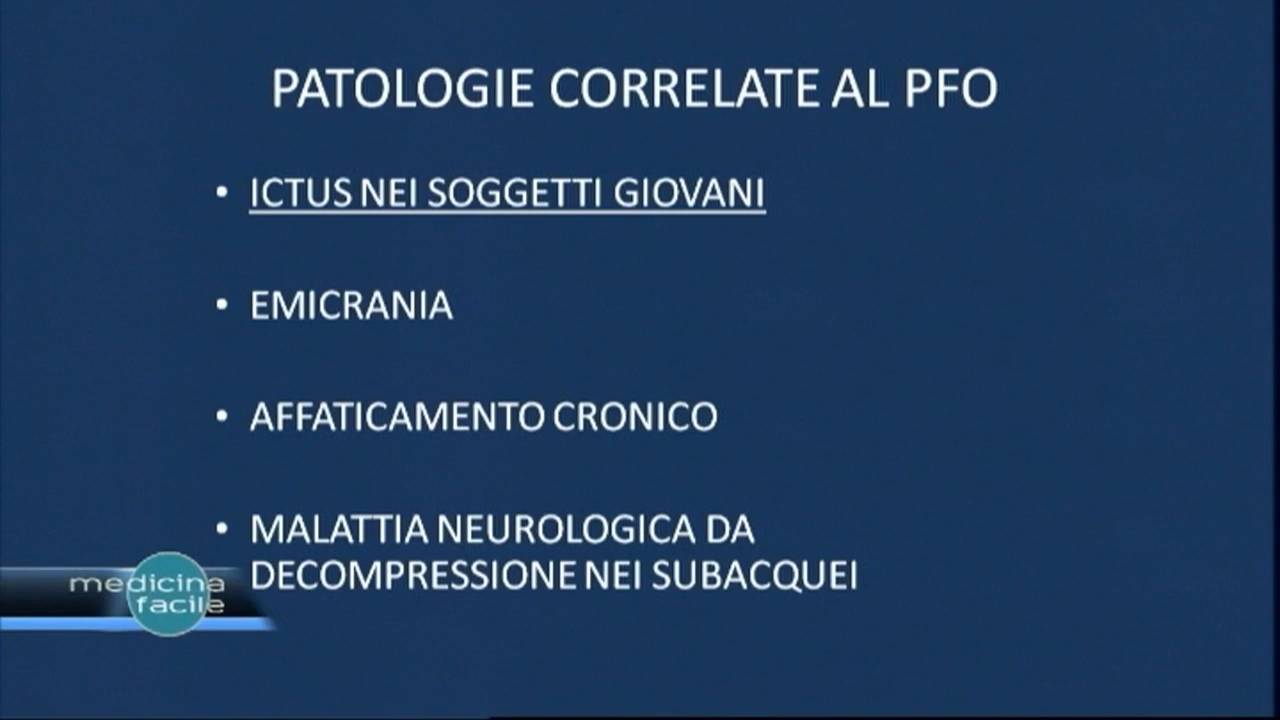 PATOLOGIE CORRELATE AL PFO
• ICTUS NEI SOGGETTI GIOVANI
• EMICRANIA
• AFFATICAMENTO CRONICO
• MALATTIA NEUROLOGICA DA
DECOMPRESSIONE NEI SUBACQUEI
medicina
facile